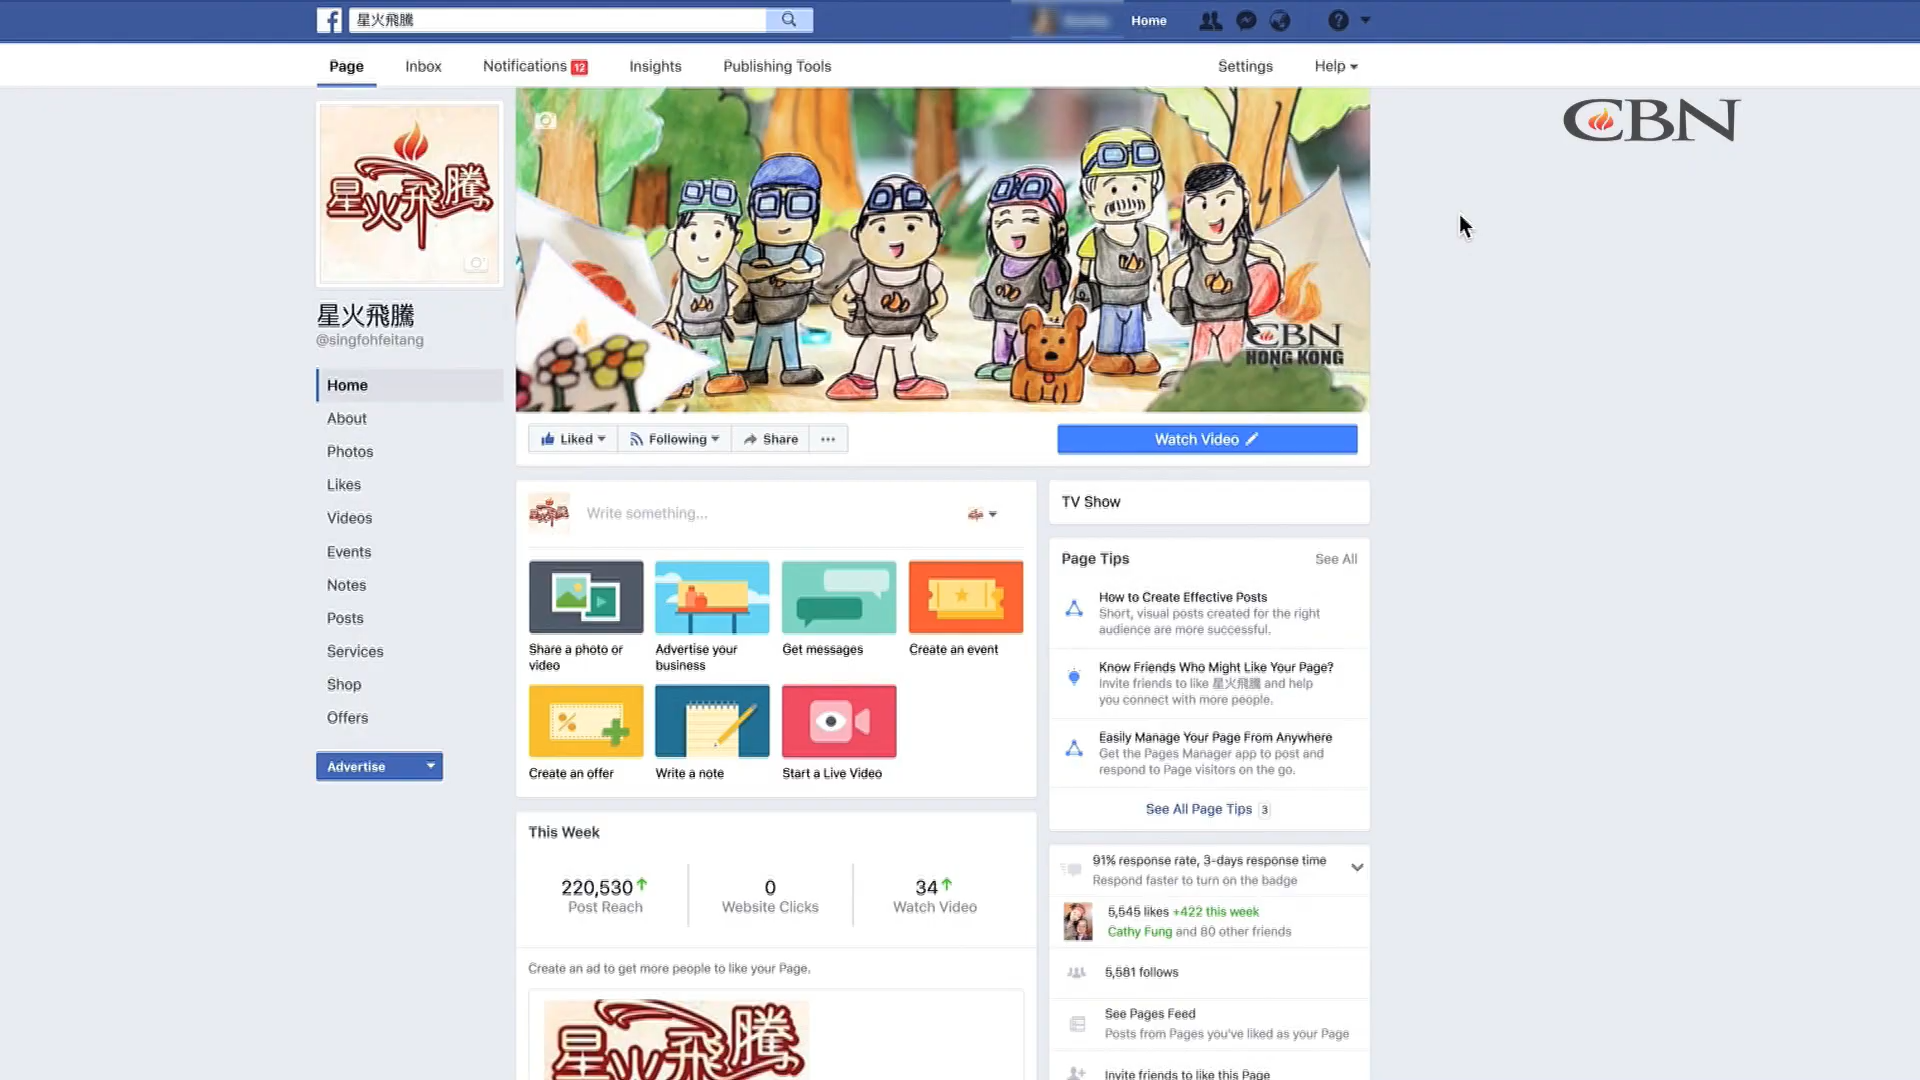 星火飛騰
Home
Page
Inbox
Notifications 12
Insights
Publishing Tools
Settings
Help
CBN
星火飛騰
CBN
HONG KONG
星火飛騰
@singfohfeitang
Home
About
Photos
Likes
Videos
Events
Notes
Posts
Services
Shop
Offers
Advertise
Liked
Following
Share
Watch Video
Write something...
Share a photo or
video
Advertise your
business
Get messages
Create an event
Create an offer
Write a note
Start a Live Video
This Week
220,530
Post Reach
0
Website Clicks
34
Watch Video
Create an ad to get more people to like your Page.
星火飛騰
TV Show
Page Tips
See All
How to Create Effective Posts
Short, visual posts created for the right
audience are more successful.
Know Friends Who Might Like Your Page?
Invite friends to like 星火飛騰 and help
you connect with more people.
Easily Manage Your Page From Anywhere
Get the Pages Manager app to post and
respond to Page visitors on the go.
See All Page Tips 3
91% response rate, 3-days response time
Respond faster to turn on the badge
5,545 likes +422 this week
Cathy Fung and 80 other friends
5,581 follows
See Pages Feed
Posts from Pages you've liked as your Page
Invite friends to like this Page